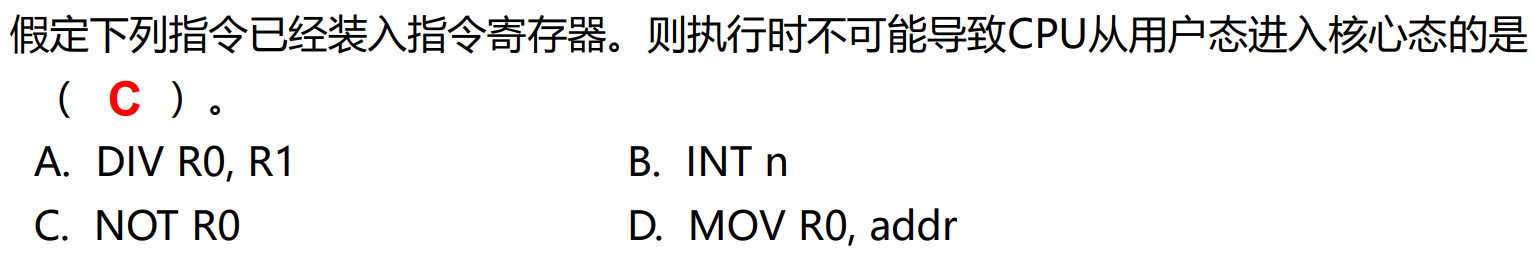 假定下列指令已经装入指令寄存器。则执行时不可能导致CPU从用户态进入核心态的是
（ C ）。
A. DIV R0, R1 B. INT n
C. NOT R0 D. MOV R0, addr